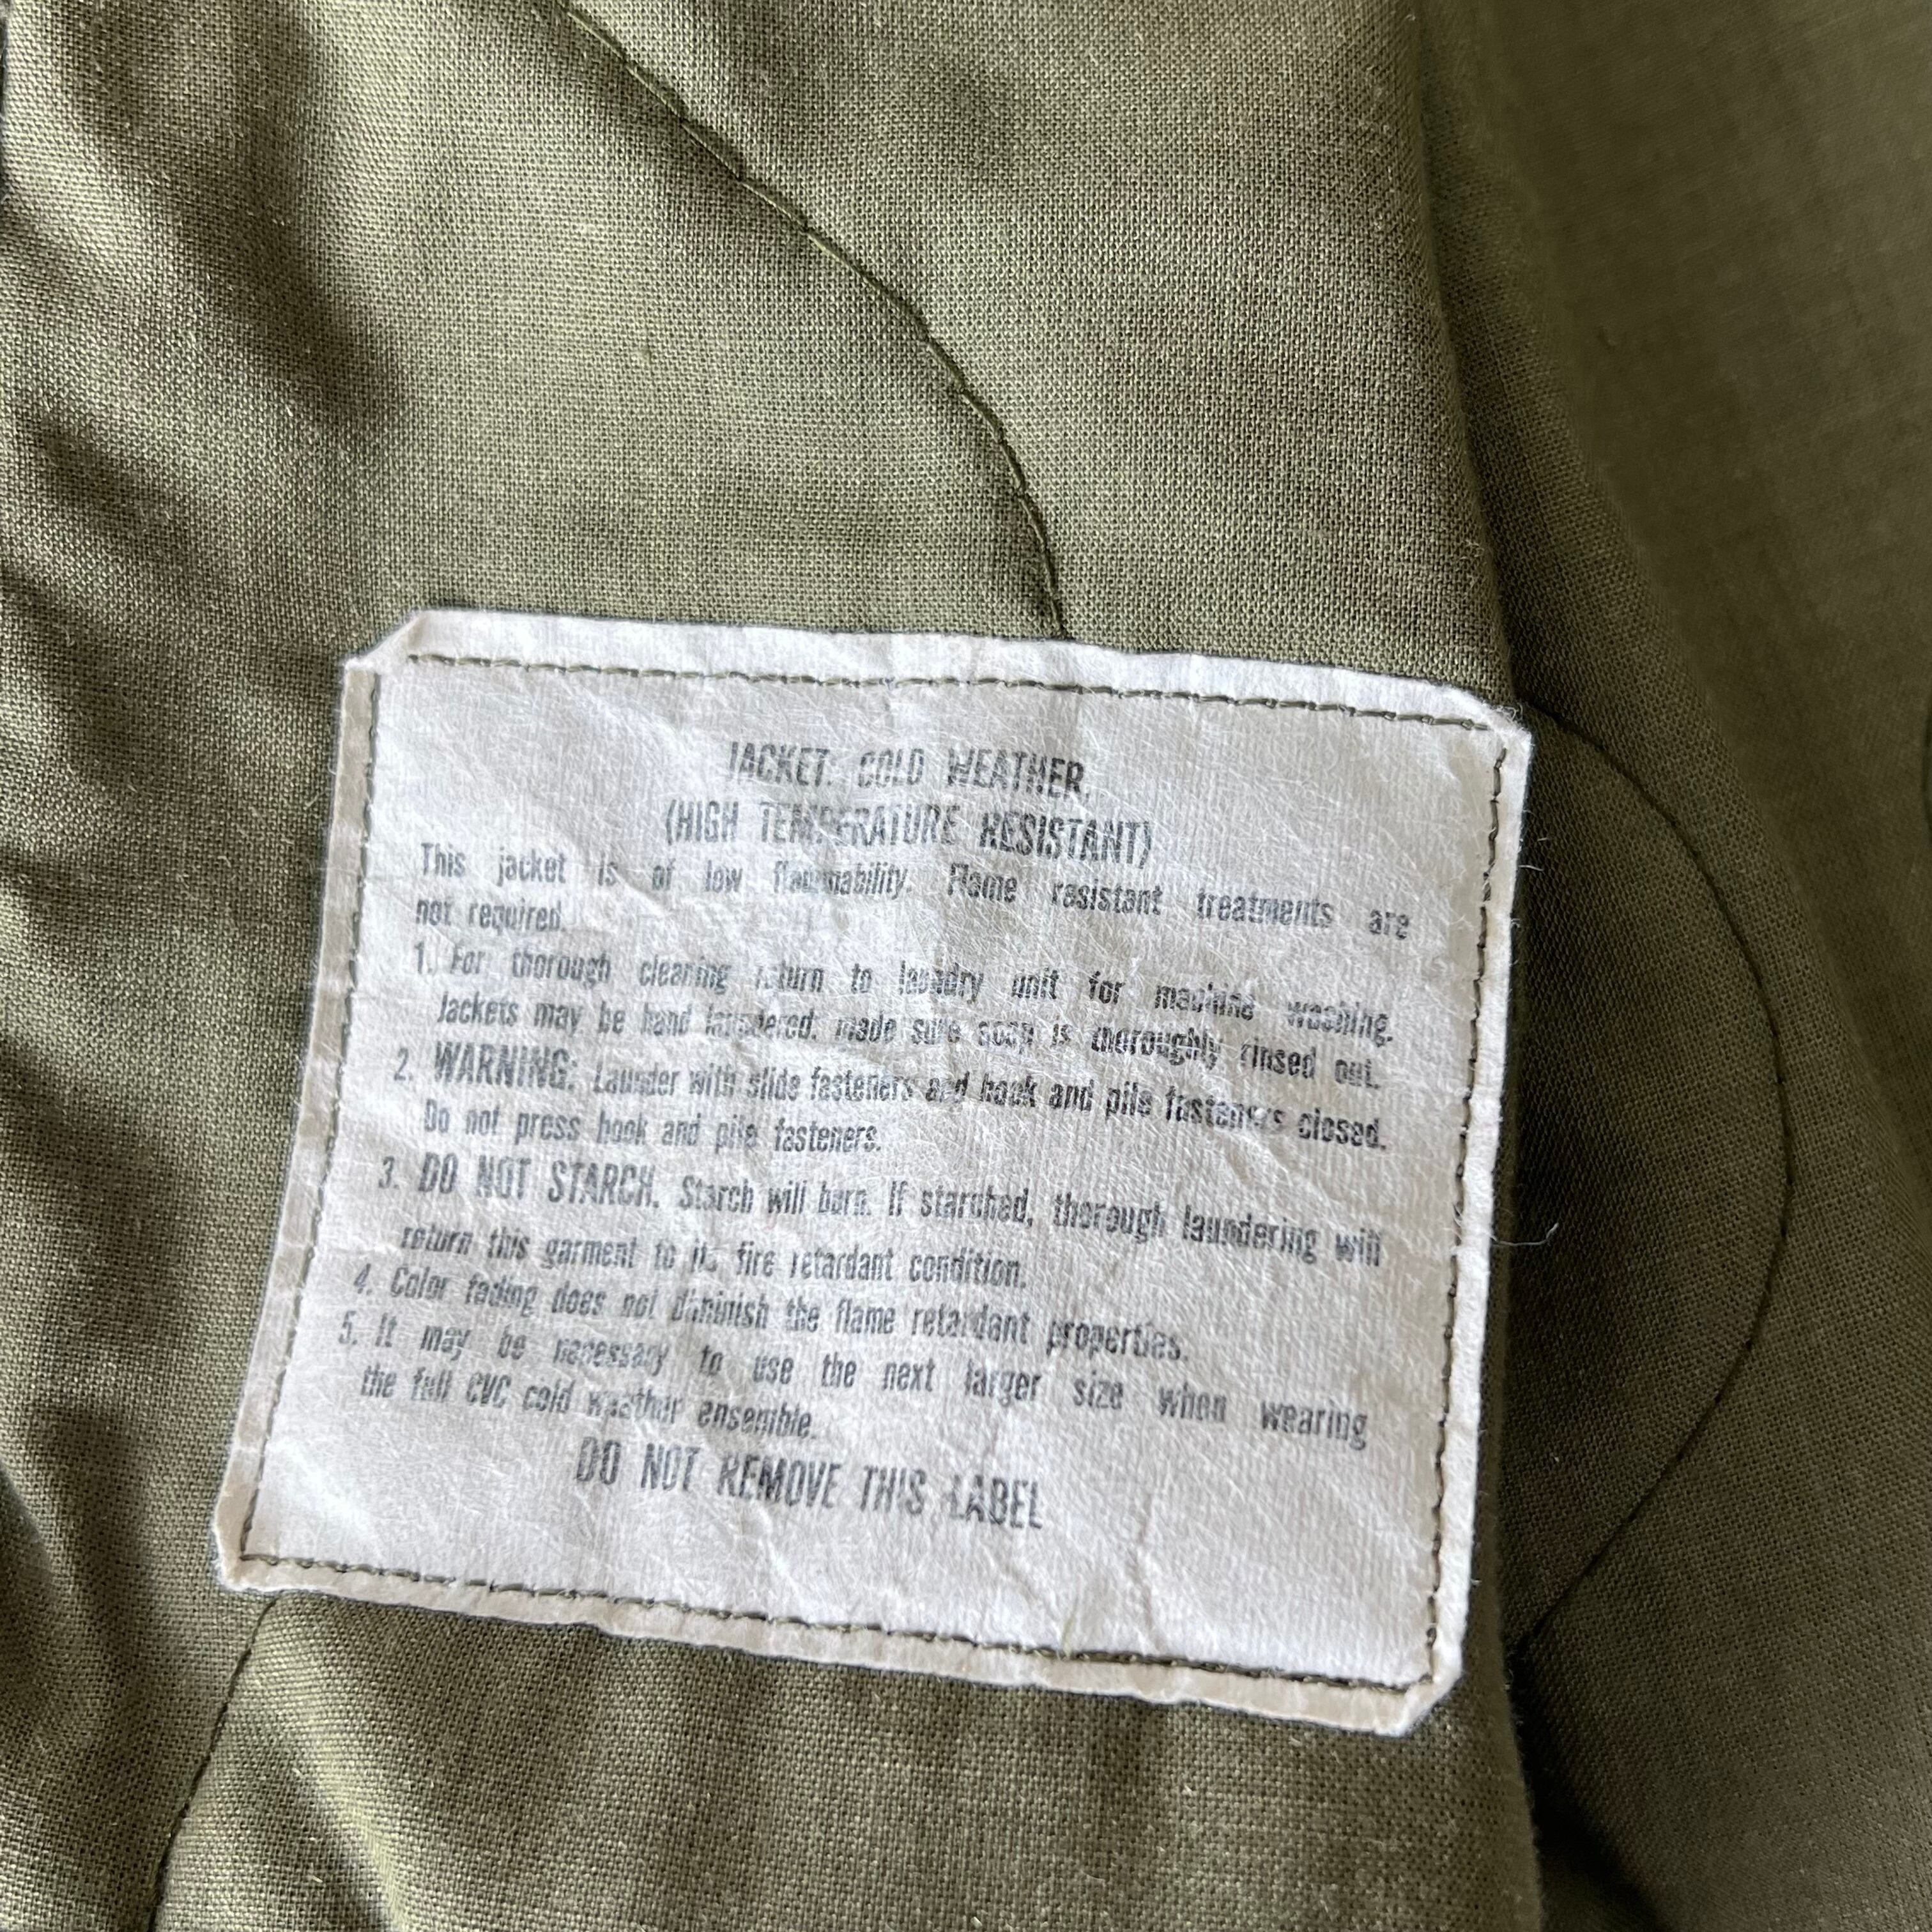 JACKET. COLD WEATHER.
(HIGH TEMPERATURE RESISTANT)
This jacket is of low flammability. Flame resistant treatments are
not required.
1. For thorough cleaning return to laundry unit for machine washing.
Jackets may be hand laundered. made sure soap is thoroughly rinsed out.
2. WARNING: Launder with slide fasteners and hook and pile fasteners closed.
Do not press hook and pile fasteners.
3. DO NOT STARCH. Starch will burn. If starched, thorough laundering will
return this garment to its fire retardant condition.
4. Color fading does not diminish the flame retardant properties.
5. It may be necessary to use the next larger size when wearing
the full CVC cold weather ensemble.
DO NOT REMOVE THIS LABEL